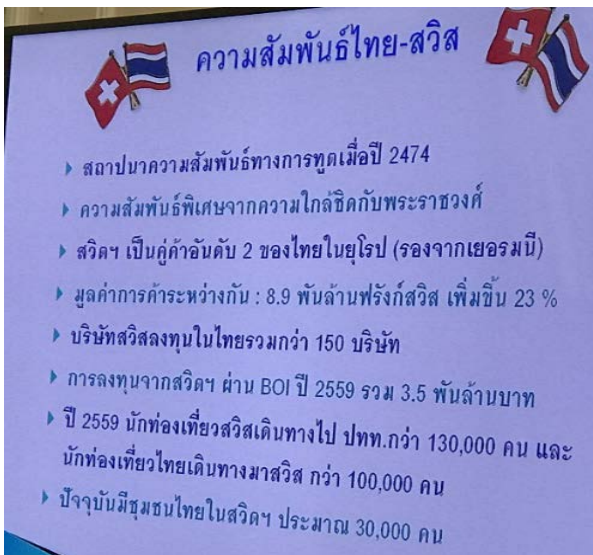 ความสัมพันธ์ไทย-สวิส
สถาปนาความสัมพันธ์ทางการทูตเมื่อปี 2474
ความสัมพันธ์พิเศษจากความใกล้ชิดกับพระราชวงศ์
สวิตฯ เป็นคู่ค้าอันดับ 2 ของไทยในยุโรป (รองจากเยอรมนี)
มูลค่าการค้าระหว่างกัน : 8.9 พันล้านฟรังก์สวิส เพิ่มขึ้น 23 %
บริษัทสวิสลงทุนในไทยรวมกว่า 150 บริษัท
การลงทุนจากสวิตฯ ผ่าน BOI ปี 2559 รวม 3.5 พันล้านบาท
ปี 2559 นักท่องเที่ยวสวิสเดินทางไป ปทท.กว่า 130,000 คน และ
นักท่องเที่ยวไทยเดินทางมาสวิส กว่า 100,000 คน
ปัจจุบันมีชุมชนไทยในสวิตฯ ประมาณ 30,000 คน